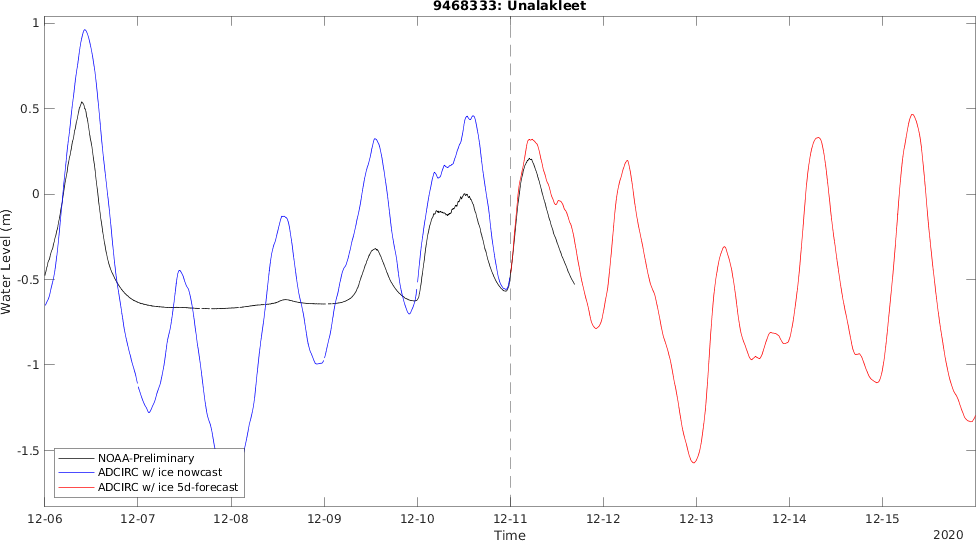 9468333: Unalakleet
1
0.5
0
-0.5
-1
-1.5
Water Level (m)
NOAA-Preliminary
ADCIRC w/ ice nowcast
ADCIRC w/ ice 5d-forecast
12-06 12-07 12-08 12-09 12-10 12-11 12-12 12-13 12-14 12-15
Time
2020